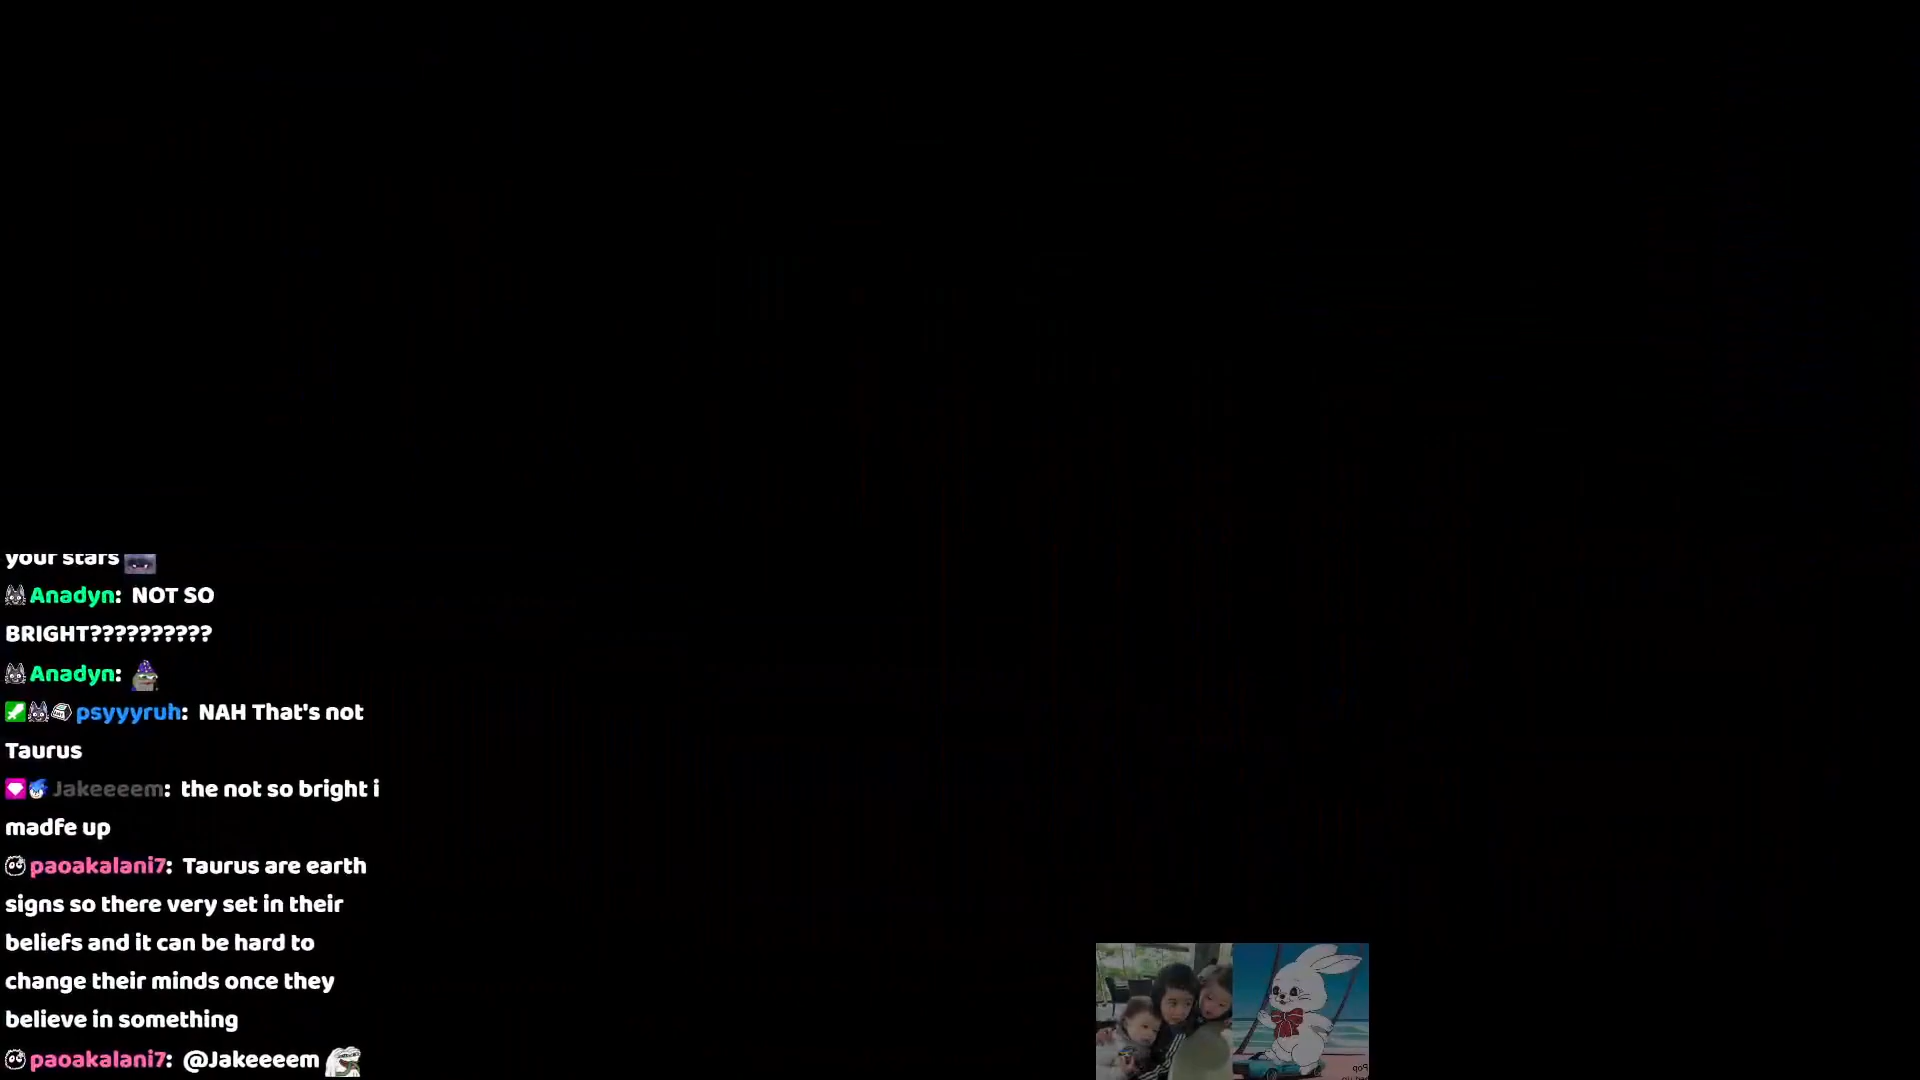 your stars
Anadyn: NOT SO
BRIGHT??????????
Anadyn:
psyyyruh: NAH That's not
Taurus
Jakeeeem: the not so bright i
madfe up
paoakalani7: Taurus are earth
signs so there very set in their
beliefs and it can be hard to
change their minds once they
believe in something
paoakalani7: @Jakeeeem